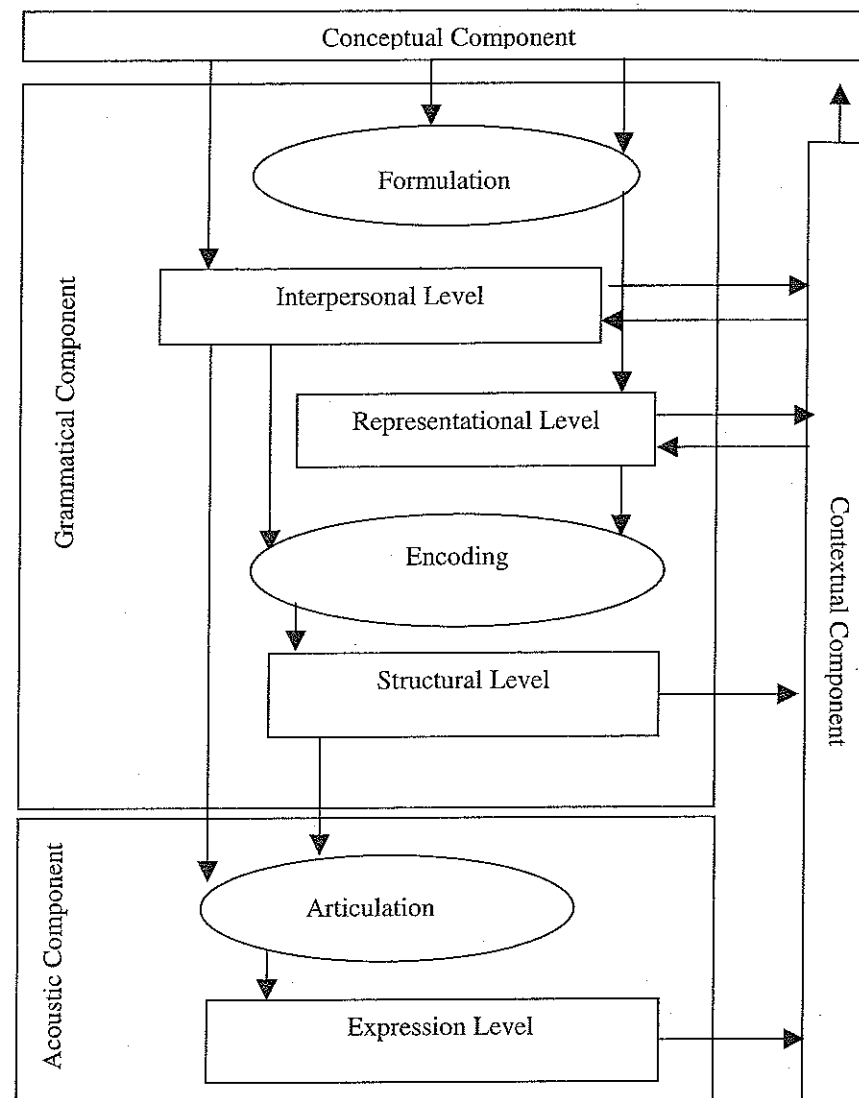 Conceptual Component
Formulation
Interpersonal Level
Representational Level
Grammatical Component
Encoding
Structural Level
Contextual Component
Articulation
Acoustic Component
Expression Level